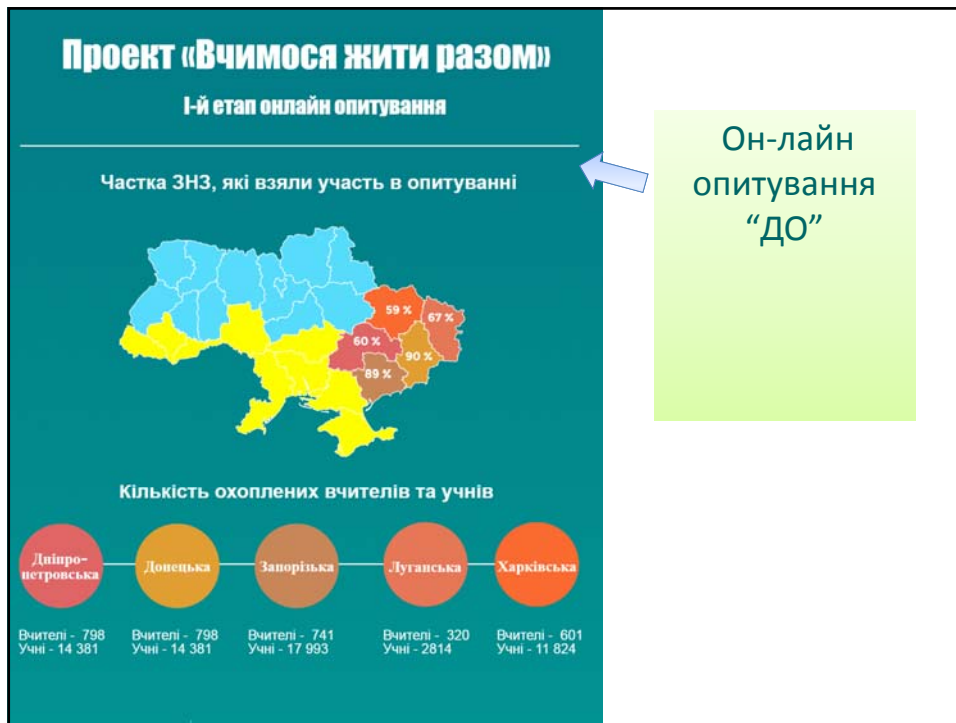 Проект «Вчимося жити разом»
І-й етап онлайн опитування
Частка ЗНЗ, які взяли участь в опитуванні
59 %
67 %
60 %
90 %
89 %
Кількість охоплених вчителів та учнів
Дніпро-
петровська
Донецька
Запорізька
Луганська
Харківська
Вчителі - 798
Учні - 14 381
Вчителі - 798
Учні - 14 381
Вчителі - 741
Учні - 17 993
Вчителі - 320
Учні - 2814
Вчителі - 601
Учні - 11 824
Он-лайн
опитування
“ДО”